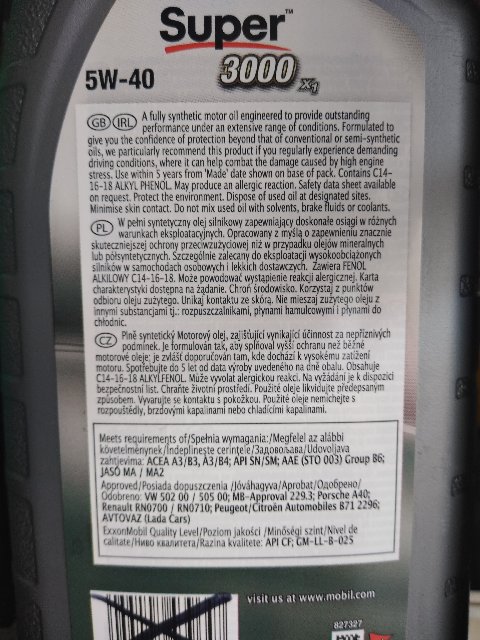 Super™
5W-40
3000 X1
GB IRL A fully synthetic motor oil engineered to provide outstanding
performance under an extensive range of conditions. Formulated to
give you the confidence of protection beyond that of conventional or semi-synthetic
oils, we particularly recommend this product if you regularly experience demanding
driving conditions, where it can help combat the damage caused by high engine
stress. Use within 5 years from 'Made' date shown on base of pack. Contains C14-
16-18 ALKYL PHENOL. May produce an allergic reaction. Safety data sheet available
on request. Protect the environment. Dispose of used oil at designated sites.
Minimise skin contact. Do not mix used oil with solvents, brake fluids or coolants.
PL W pełni syntetyczny olej silnikowy zapewniający doskonałe osiągi w różnych
warunkach eksploatacyjnych. Opracowany z myślą o zapewnieniu znacznie
skuteczniejszej ochrony przeciwzużyciowej niż w przypadku olejów mineralnych
lub półsyntetycznych. Szczególnie zalecany do eksploatacji wysokoobciążonych
silników w samochodach osobowych i lekkich dostawczych. Zawiera FENOL
ALKILOWY C14-16-18. Może powodować wystąpienie reakcji alergicznej. Karta
charakterystyki dostępna na żądanie. Chroń środowisko. Korzystaj z punktów
odbioru oleju zużytego. Unikaj kontaktu ze skórą. Nie mieszaj zużytego oleju z
innymi substancjami tj.: rozpuszczalnikami, płynami hamulcowymi i płynami do
chłodnic.
CZ Plně syntetický Motorový olej, zajišťující vynikající účinnost za nepříznivých
podmínek. Je formulován tak, aby splňoval vyšší ochranu než běžné
motorové oleje; je zvlášť doporučován tam, kde dochází k vysokému zatížení
motoru. Spotřebujte do 5 let od data výroby uvedeného na dně obalu. Obsahuje
C14-16-18 ALKYLFENOL. Může vyvolat alergickou reakci. Na vyžádání je k dispozici
bezpečnostní list. Chraňte životní prostředí. Použité oleje likvidujte předepsaným
způsobem. Vyvarujte se kontaktu s pokožkou. Použité oleje nemíchejte s
rozpouštědly, brzdovými kapalinami nebo chladícími kapalinami.
Meets requirements of/Spełnia wymagania:/Megfelel az alábbi
követelménynek/Indeplineşte cerinţele/Задовољава/Udovoljava
zahtjevima: ACEA A3/B3, A3/B4; API SN/SM; AAE (STO 003) Group B6;
JASO MA / MA2
Approved/Posiada dopuszczenia /Jóváhagyva/Aprobat/Одобрено/
Odobreno: VW 502 00 / 505 00; MB-Approval 229.3; Porsche A40;
Renault RN0700 / RN0710; Peugeot/Citroën Automobiles B71 2296;
AVTOVAZ (Lada Cars)
ExxonMobil Quality Level/Poziom jakości /Minőségi szint/Nivel de
calitate/Ниво квалитета/Razina kvalitete: API CF; GM-LL-B-025
visit us at www.mobil.com
827327